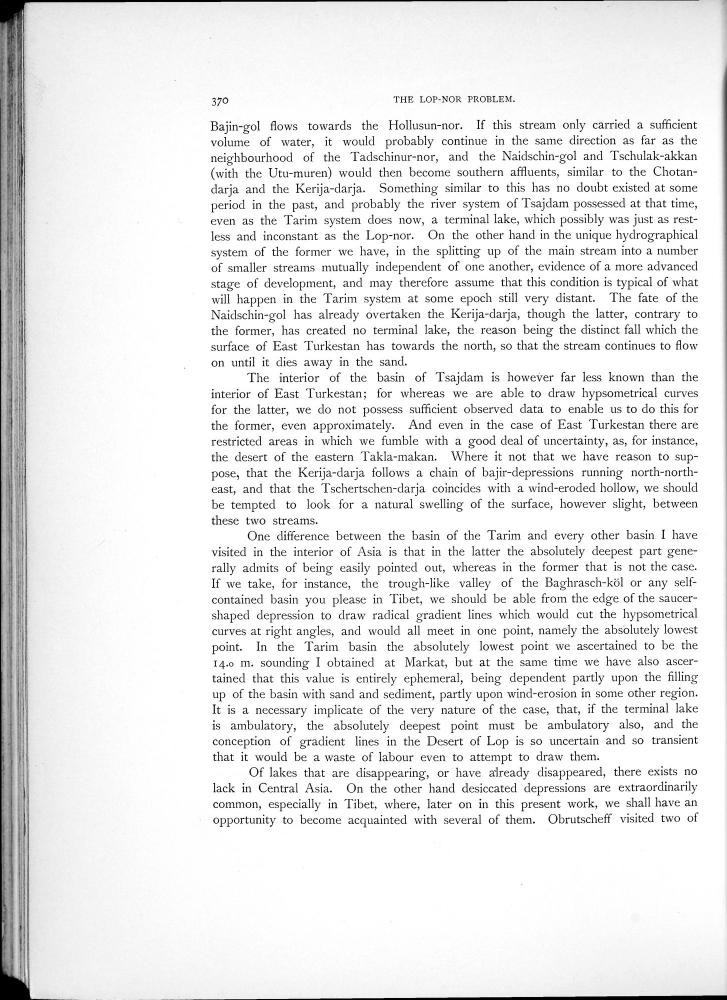 370
THE LOP-NOR PROBLEM.
Bajin-gol flows towards the Hollusun-nor. If this stream only carried a sufficient
volume of water, it would probably continue in the same direction as far as the
neighbourhood of the Tadschinur-nor, and the Naidschin-gol and Tschulak-akkan
(with the Utu-muren) would then become southern affluents, similar to the Chotan-
darja and the Kerija-darja. Something similar to this has no doubt existed at some
period in the past, and probably the river system of Tsajdam possessed at that time,
even as the Tarim system does now, a terminal lake, which possibly was just as rest-
less and inconstant as the Lop-nor. On the other hand in the unique hydrographical
system of the former we have, in the splitting up of the main stream into a number
of smaller streams mutually independent of one another, evidence of a more advanced
stage of development, and may therefore assume that this condition is typical of what
will happen in the Tarim system at some epoch still very distant. The fate of the
Naidschin-gol has already overtaken the Kerija-darja, though the latter, contrary to
the former, has created no terminal lake, the reason being the distinct fall which the
surface of East Turkestan has towards the north, so that the stream continues to flow
on until it dies away in the sand.
The interior of the basin of Tsajdam is however far less known than the
interior of East Turkestan; for whereas we are able to draw hypsometrical curves
for the latter, we do not possess sufficient observed data to enable us to do this for
the former, even approximately. And even in the case of East Turkestan there are
restricted areas in which we fumble with a good deal of uncertainty, as, for instance,
the desert of the eastern Takla-makan. Where it not that we have reason to sup-
pose, that the Kerija-darja follows a chain of bajir-depressions running north-north-
east, and that the Tschertschen-darja coincides with a wind-eroded hollow, we should
be tempted to look for a natural swelling of the surface, however slight, between
these two streams.
One difference between the basin of the Tarim and every other basin I have
visited in the interior of Asia is that in the latter the absolutely deepest part gene-
rally admits of being easily pointed out, whereas in the former that is not the case.
If we take, for instance, the trough-like valley of the Baghrasch-köl or any self-
contained basin you please in Tibet, we should be able from the edge of the saucer-
shaped depression to draw radical gradient lines which would cut the hypsometrical
curves at right angles, and would all meet in one point, namely the absolutely lowest
point. In the Tarim basin the absolutely lowest point we ascertained to be the
14.0 m. sounding I obtained at Markat, but at the same time we have also ascer-
tained that this value is entirely ephemeral, being dependent partly upon the filling
up of the basin with sand and sediment, partly upon wind-erosion in some other region.
It is a necessary implicate of the very nature of the case, that, if the terminal lake
is ambulatory, the absolutely deepest point must be ambulatory also, and the
conception of gradient lines in the Desert of Lop is so uncertain and so transient
that it would be a waste of labour even to attempt to draw them.
Of lakes that are disappearing, or have already disappeared, there exists no
lack in Central Asia. On the other hand desiccated depressions are extraordinarily
common, especially in Tibet, where, later on in this present work, we shall have an
opportunity to become acquainted with several of them. Obrutscheff visited two of